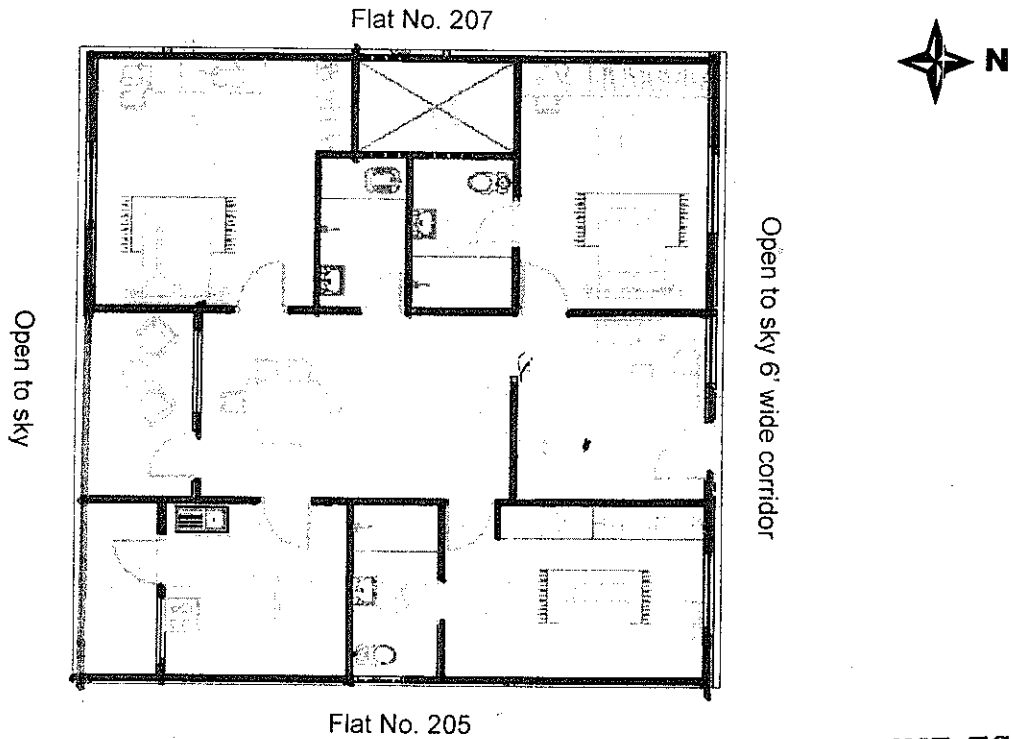 Flat No. 207
N
Open to sky
Open to sky 6' wide corridor
Flat No. 205